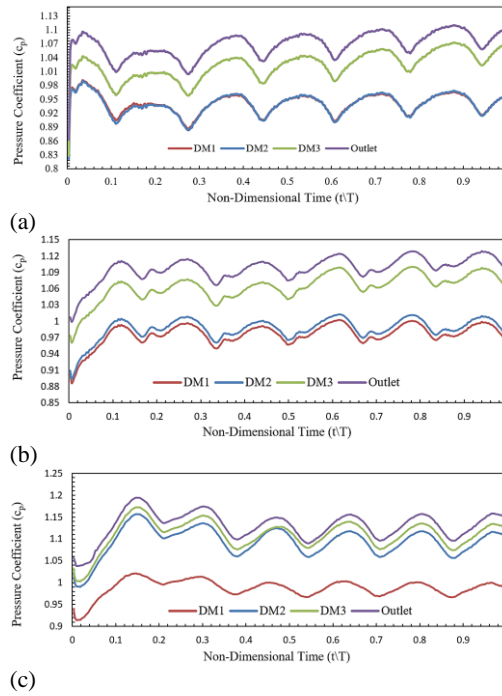 Pressure Coefficient (cp)
1.13
1.1
1.07
1.04
1.01
0.98
0.95
0.92
0.89
0.86
0.83
0.8
0 0.1 0.2 0.3 0.4 0.5 0.6 0.7 0.8 0.9
DM1 DM2 DM3 Outlet
Non-Dimensional Time (t\T)
(a)
Pressure Coefficient (cp)
1.15
1.12
1.09
1.06
1.03
1
0.97
0.94
0.91
0.88
0.85
0 0.1 0.2 0.3 0.4 0.5 0.6 0.7 0.8 0.9
DM1 DM2 DM3 Outlet
Non-Dimensional Time (t\T)
(b)
Pressure Coefficient (cp)
1.25
1.2
1.15
1.1
1.05
1
0.95
0.9
0 0.1 0.2 0.3 0.4 0.5 0.6 0.7 0.8 0.9
DM1 DM2 DM3 Outlet
Non-Dimensional Time (t\T)
(c)